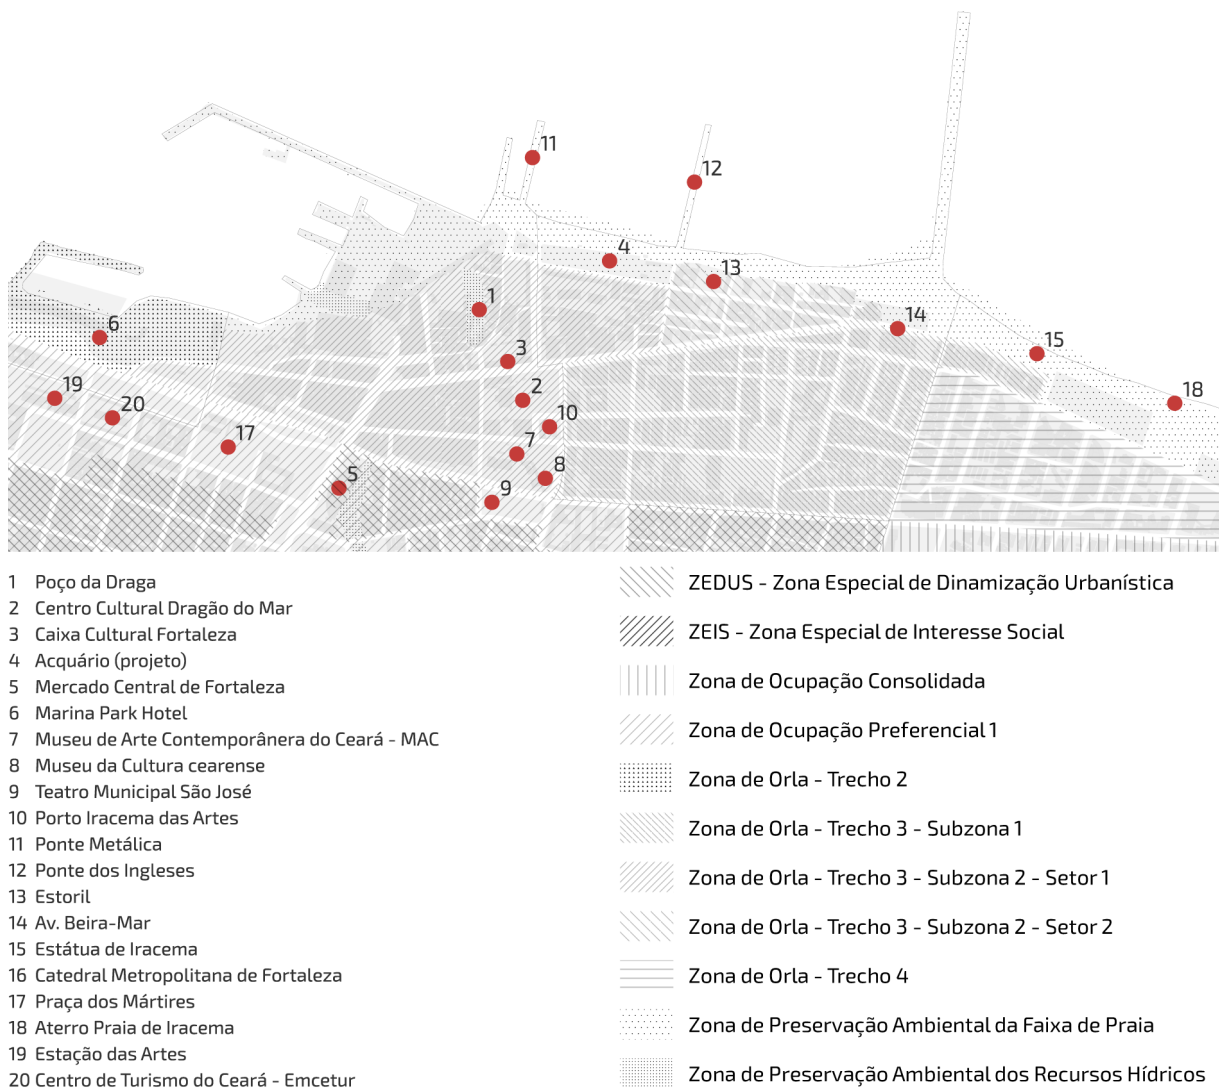 11
12
4
13
1
14
6
3
15
19
2
18
20
10
17
7
5
8
9
1 Poço da Draga
2 Centro Cultural Dragão do Mar
3 Caixa Cultural Fortaleza
4 Acquário (projeto)
5 Mercado Central de Fortaleza
6 Marina Park Hotel
7 Museu de Arte Contemporânera do Ceará - MAC
8 Museu da Cultura cearense
9 Teatro Municipal São José
10 Porto Iracema das Artes
11 Ponte Metálica
12 Ponte dos Ingleses
13 Estoril
14 Av. Beira-Mar
15 Estátua de Iracema
16 Catedral Metropolitana de Fortaleza
17 Praça dos Mártires
18 Aterro Praia de Iracema
19 Estação das Artes
20 Centro de Turismo do Ceará - Emcetur
ZEDUS - Zona Especial de Dinamização Urbanística
ZEIS - Zona Especial de Interesse Social
Zona de Ocupação Consolidada
Zona de Ocupação Preferencial 1
Zona de Orla - Trecho 2
Zona de Orla - Trecho 3 - Subzona 1
Zona de Orla - Trecho 3 - Subzona 2 - Setor 1
Zona de Orla - Trecho 3 - Subzona 2 - Setor 2
Zona de Orla - Trecho 4
Zona de Preservação Ambiental da Faixa de Praia
Zona de Preservação Ambiental dos Recursos Hídricos